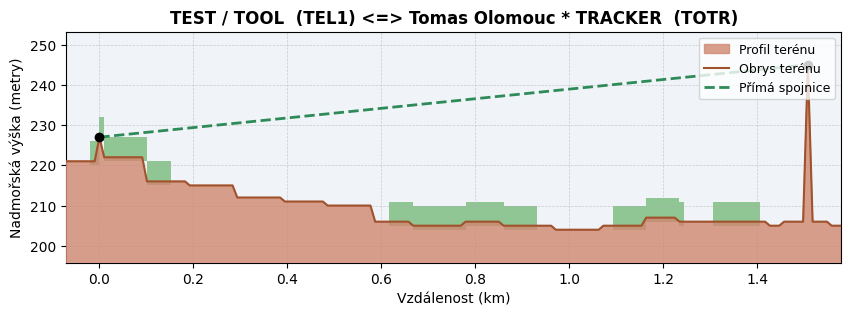 TEST / TOOL  (TEL1) <=> Tomas Olomouc * TRACKER  (TOTR)
Nadmořská výška (metry)
250
240
230
220
210
200
Profil terénu
Obrys terénu
Přímá spojnice
0.0 0.2 0.4 0.6 0.8 1.0 1.2 1.4
Vzdálenost (km)